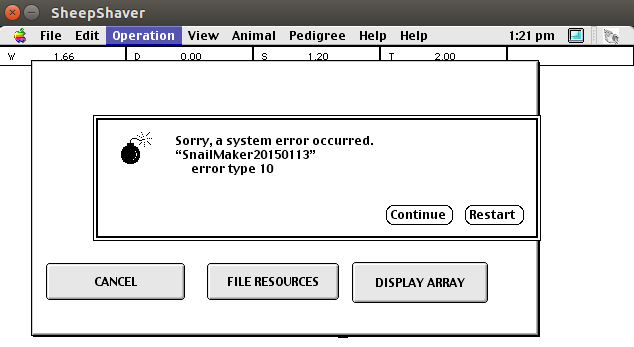 SheepShaver
File Edit Operation View Animal Pedigree Help Help 1:21 pm
W 1.66 D 0.00 S 1.20 T 2.00
Sorry, a system error occurred.
“SnailMaker20150113”
error type 10
Continue Restart
CANCEL FILE RESOURCES DISPLAY ARRAY